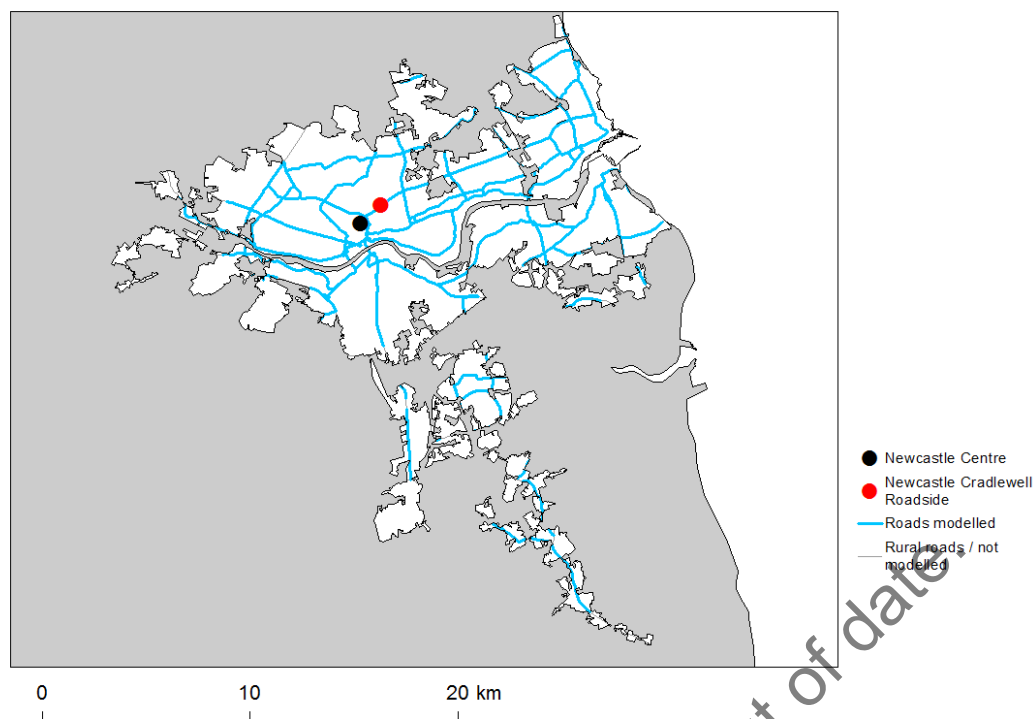 Newcastle Centre
Newcastle Cradlewell
Roadside
Roads modelled
Rural roads / not
modelled
0 10 20 km
t of date.